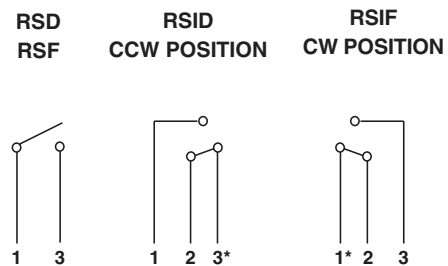 RSD
RSF
RSID
CCW POSITION
RSIF
CW POSITION
1 3
1 2 3*
1* 2 3